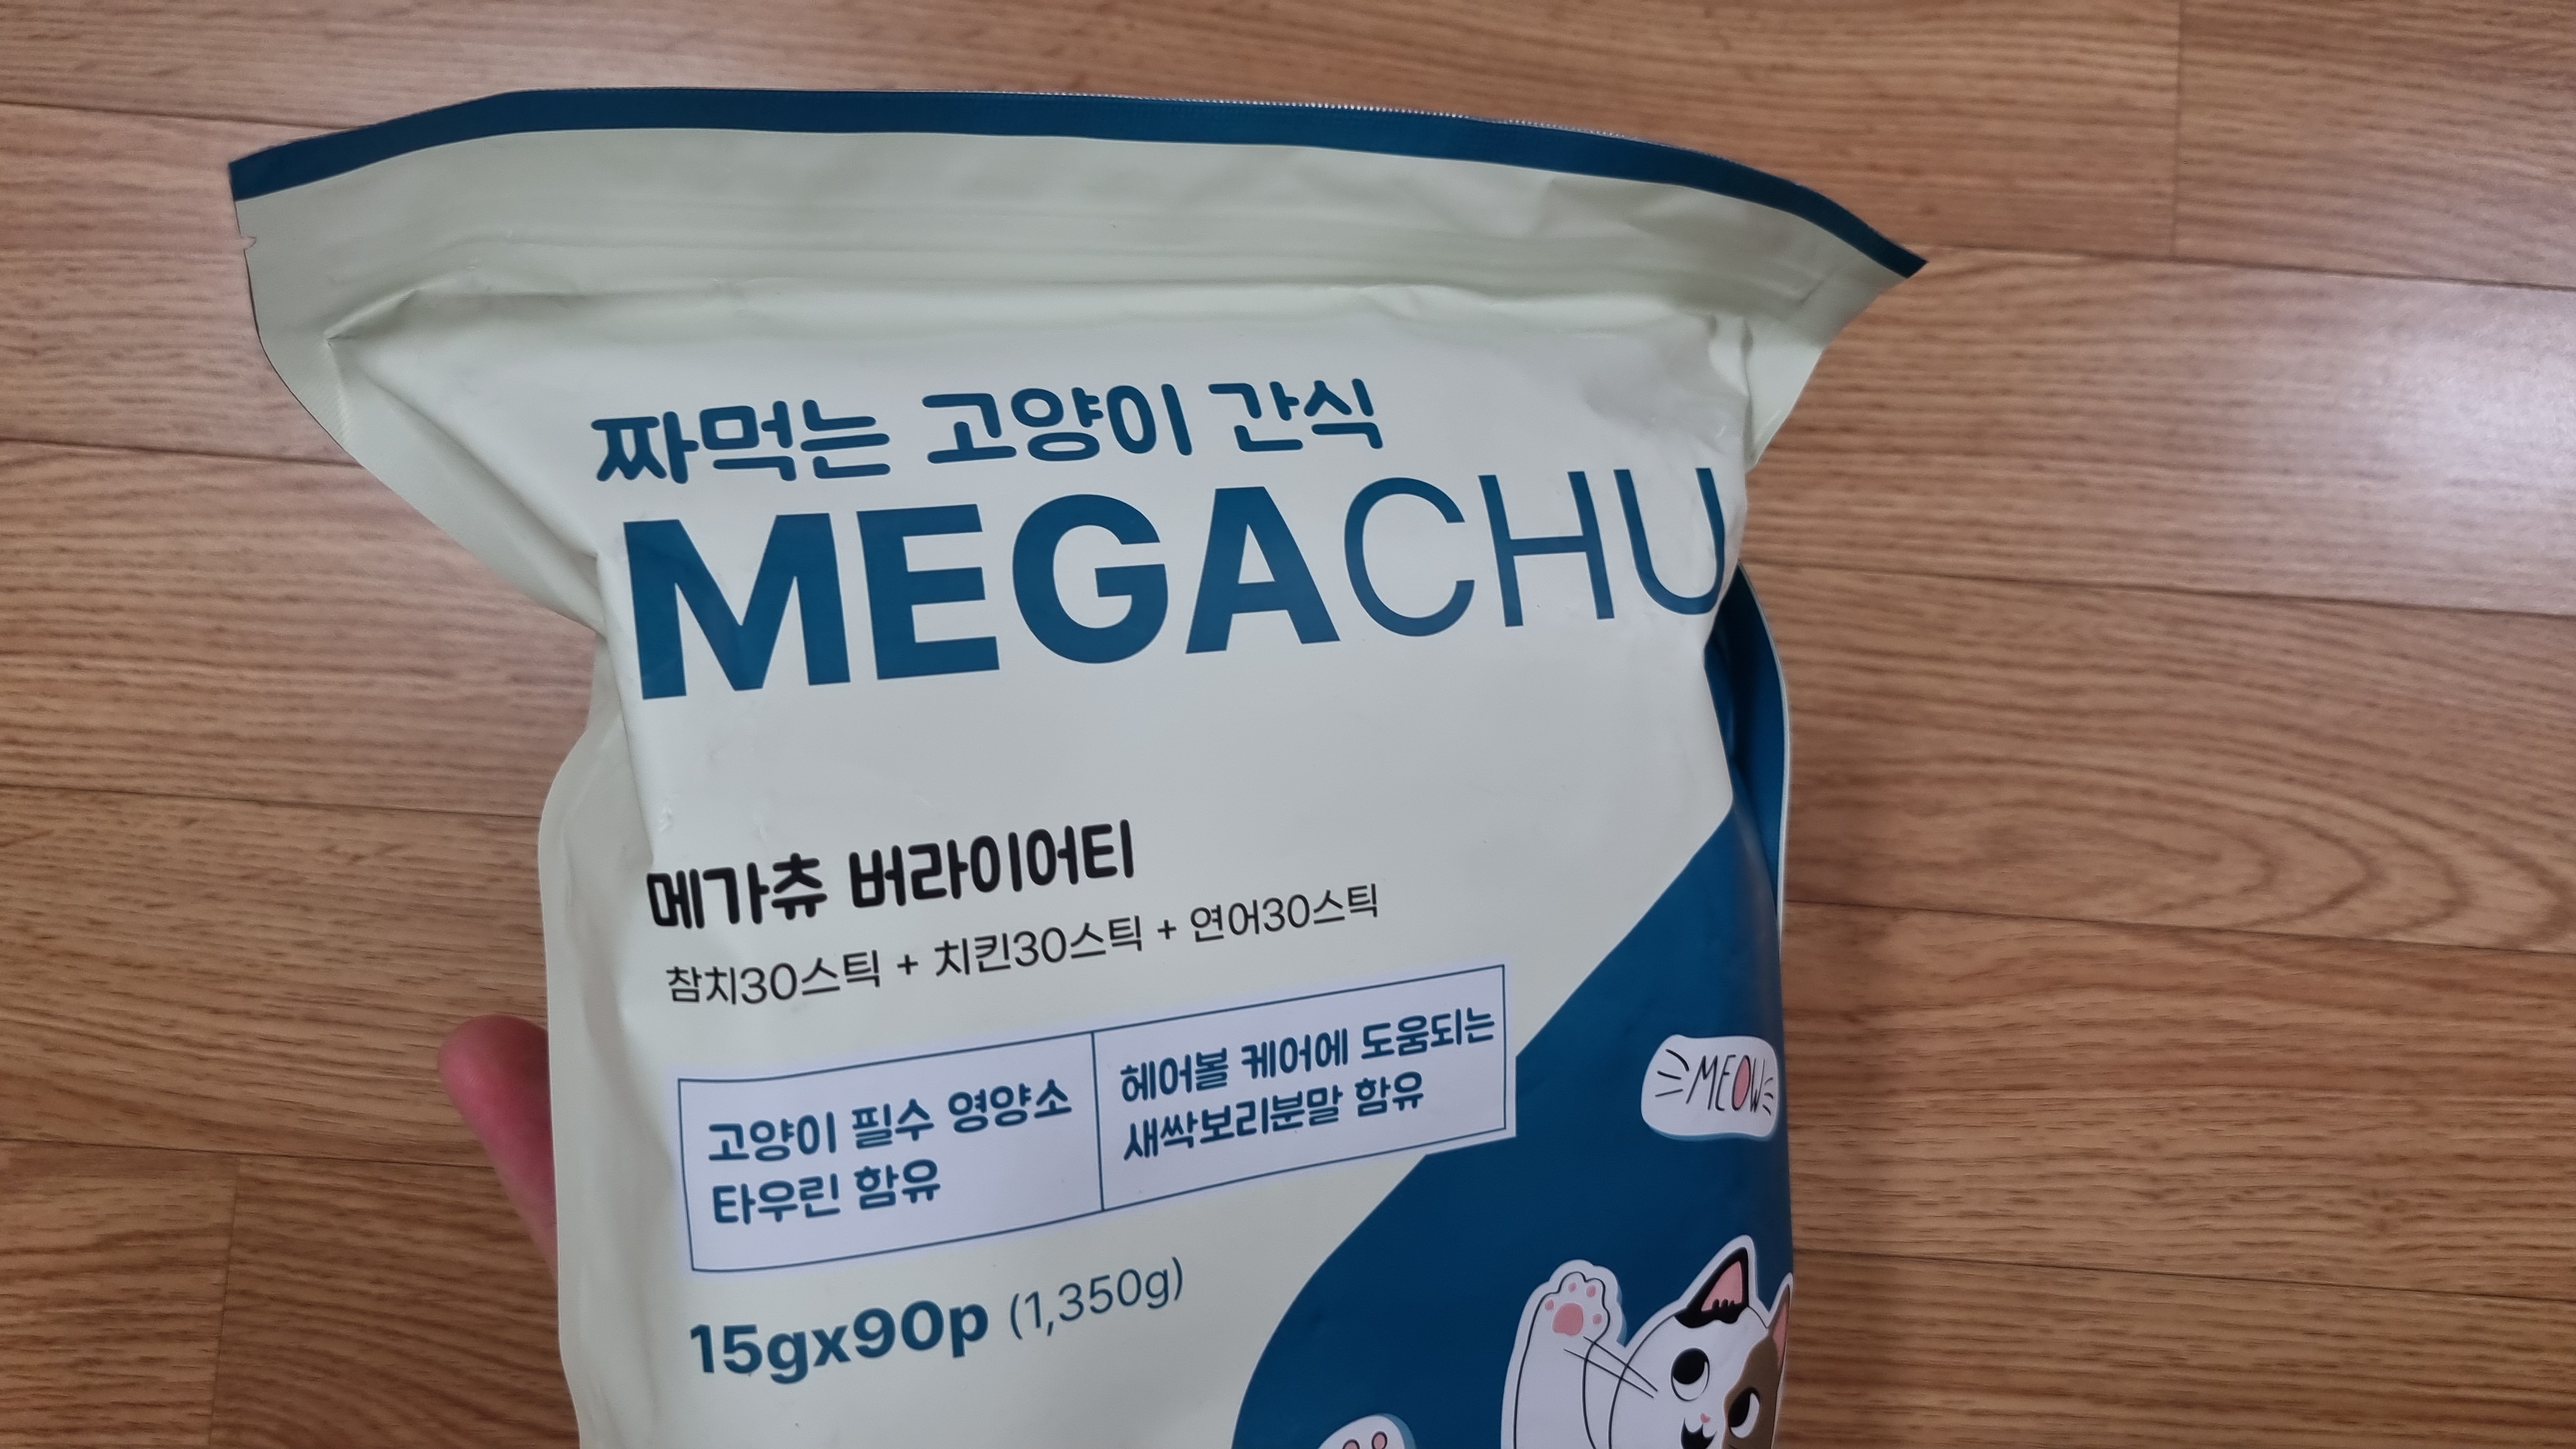 짜먹는 고양이 간식
MEGACHU
메가츄 버라이어티
참치30스틱 + 치킨30스틱 + 연어30스틱
고양이 필수 영양소
타우린 함유
헤어볼 케어에 도움되는
새싹보리분말 함유
MEOW
15gx90p (1,350g)